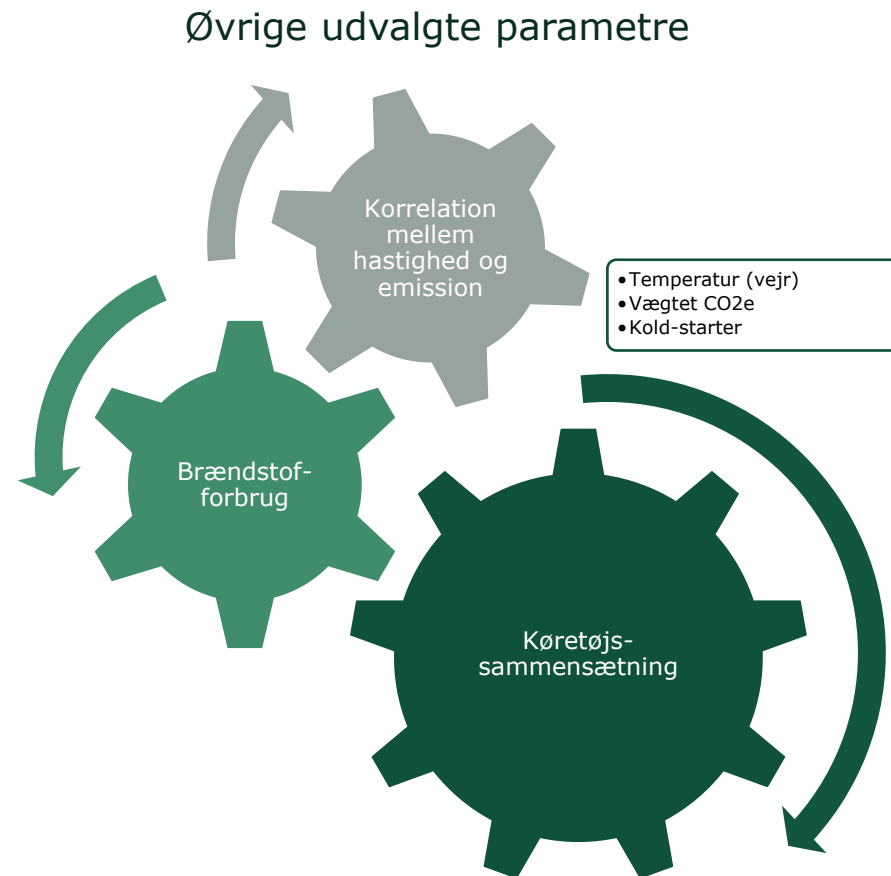 Øvrige udvalgte parametre
Korrelation
mellem
hastighed og
emission
•Temperatur (vejr)
•Vægtet CO2e
•Kold-starter
Brændstof-
forbrug
Køretøjs-
sammensætning